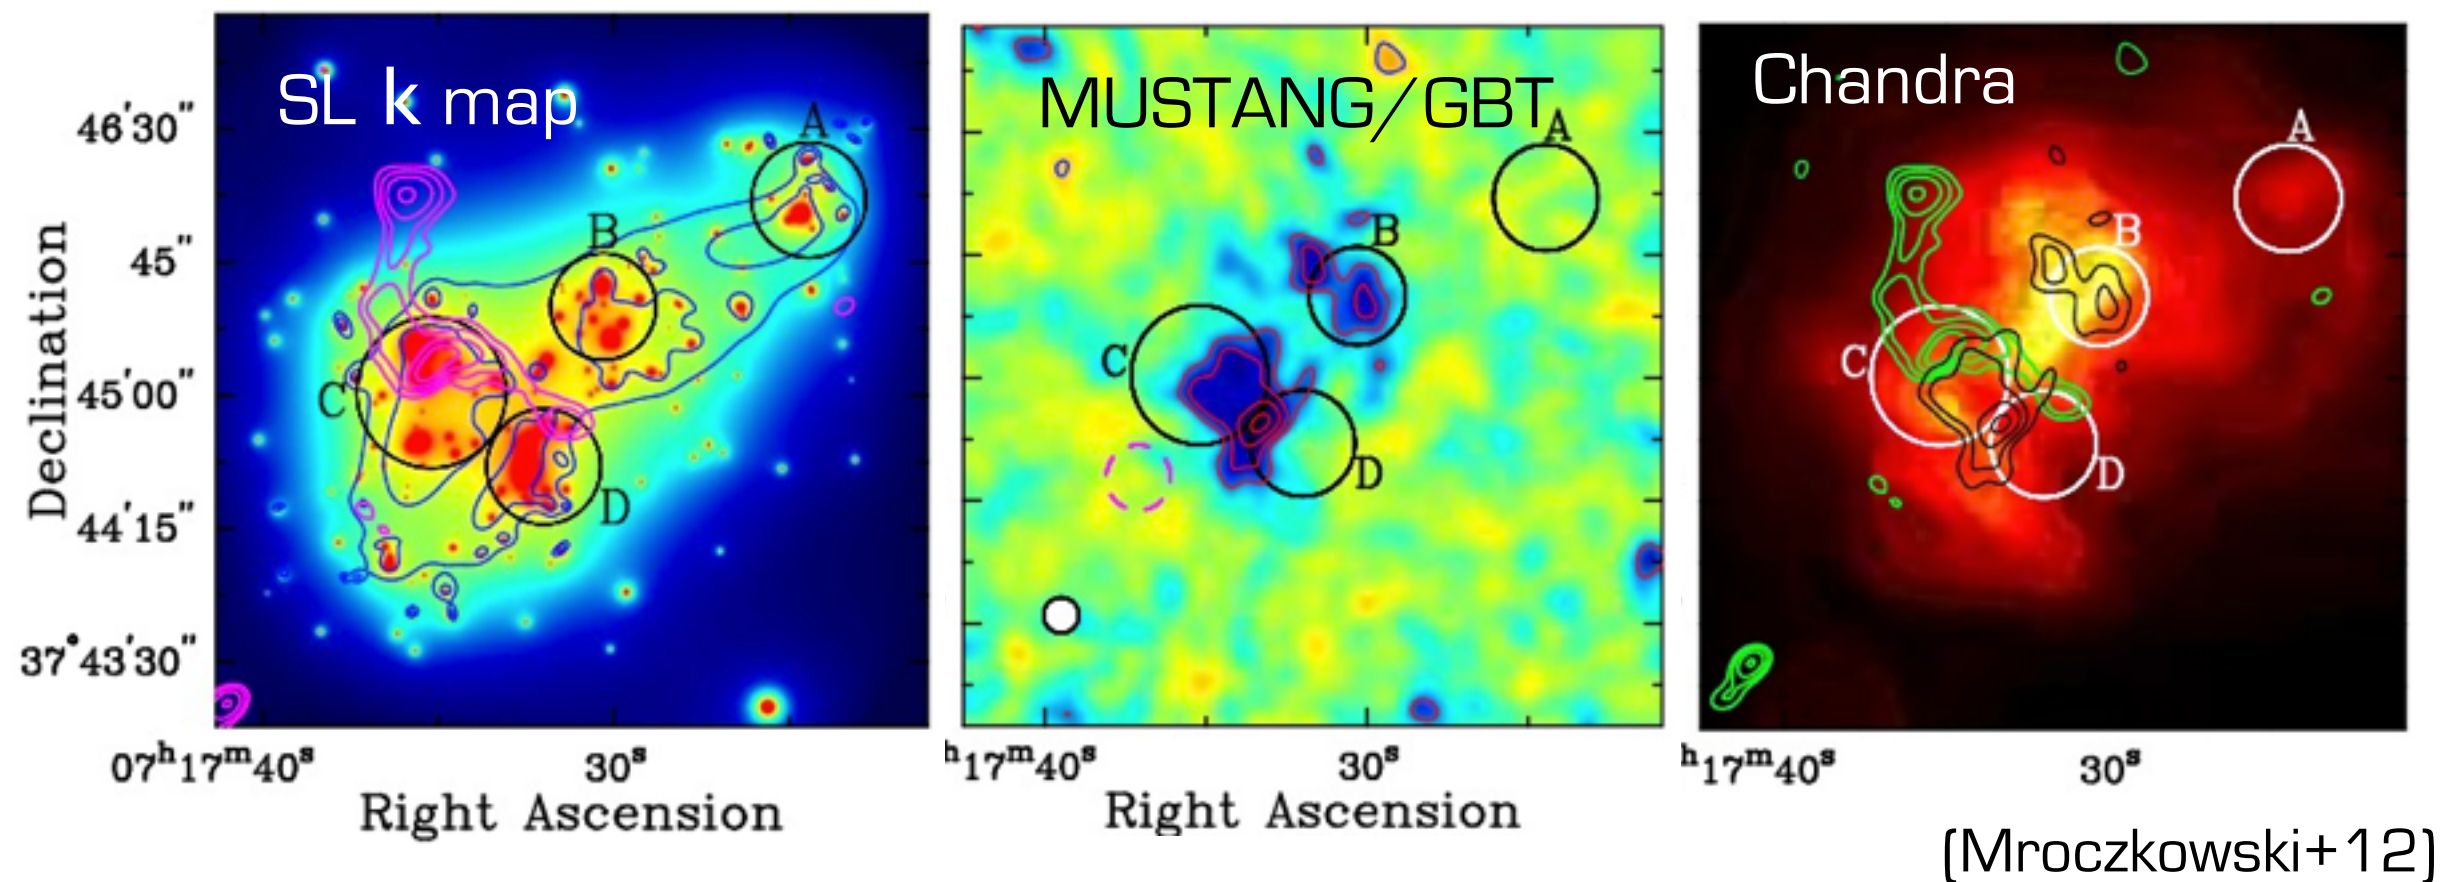 SL k map
MUSTANG/GBT
Chandra
A
A
A
B
B
B
C
C
C
D
D
D
46'30"
45"
45'00"
44'15"
37°43'30"
Declination
07ʰ17ᵐ40ˢ
30ˢ
ʰ17ᵐ40ˢ
30ˢ
ʰ17ᵐ40ˢ
30ˢ
Right Ascension
Right Ascension
(Mroczkowski+12)